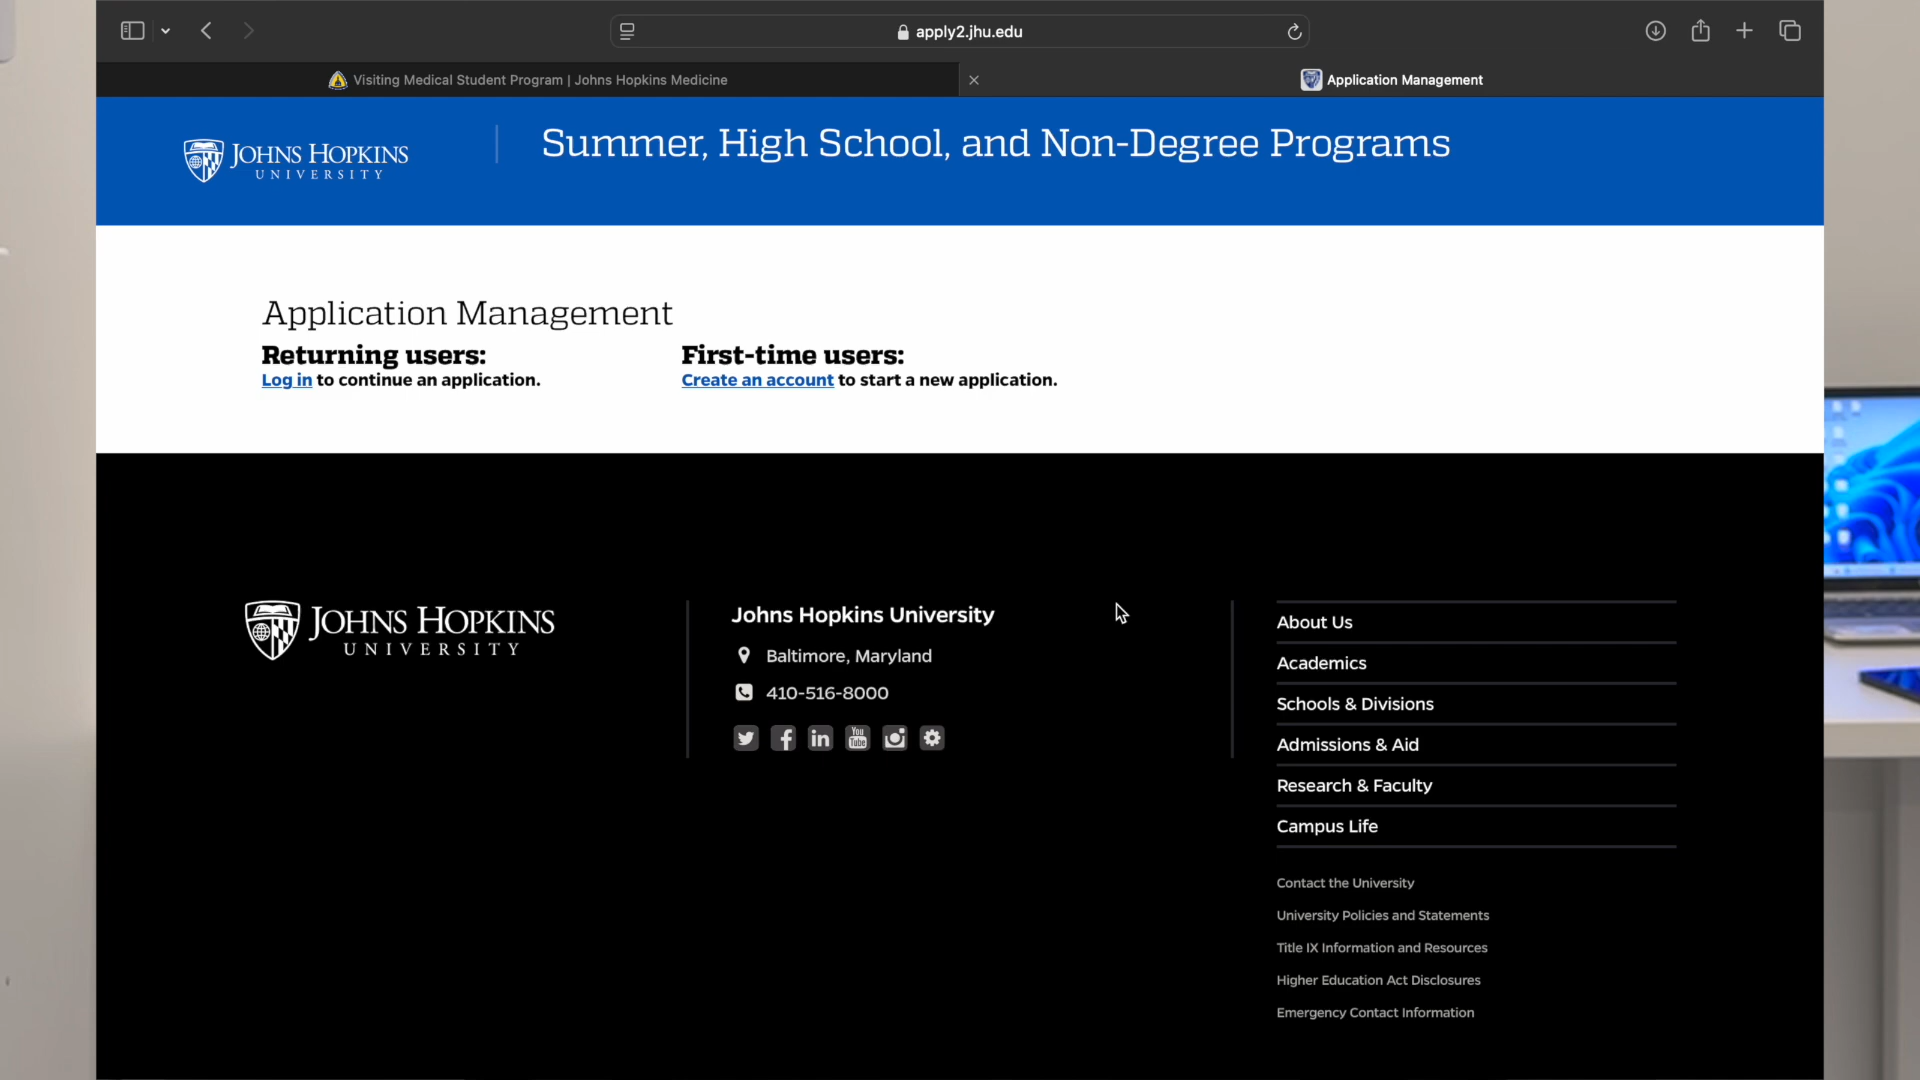 apply2.jhu.edu
Visiting Medical Student Program | Johns Hopkins Medicine
Application Management
JOHNS HOPKINS
UNIVERSITY
Summer, High School, and Non-Degree Programs
Application Management
Returning users:
Log in to continue an application.
First-time users:
Create an account to start a new application.
JOHNS HOPKINS
UNIVERSITY
Johns Hopkins University
Baltimore, Maryland
410-516-8000
You
Tube
About Us
Academics
Schools & Divisions
Admissions & Aid
Research & Faculty
Campus Life
Contact the University
University Policies and Statements
Title IX Information and Resources
Higher Education Act Disclosures
Emergency Contact Information